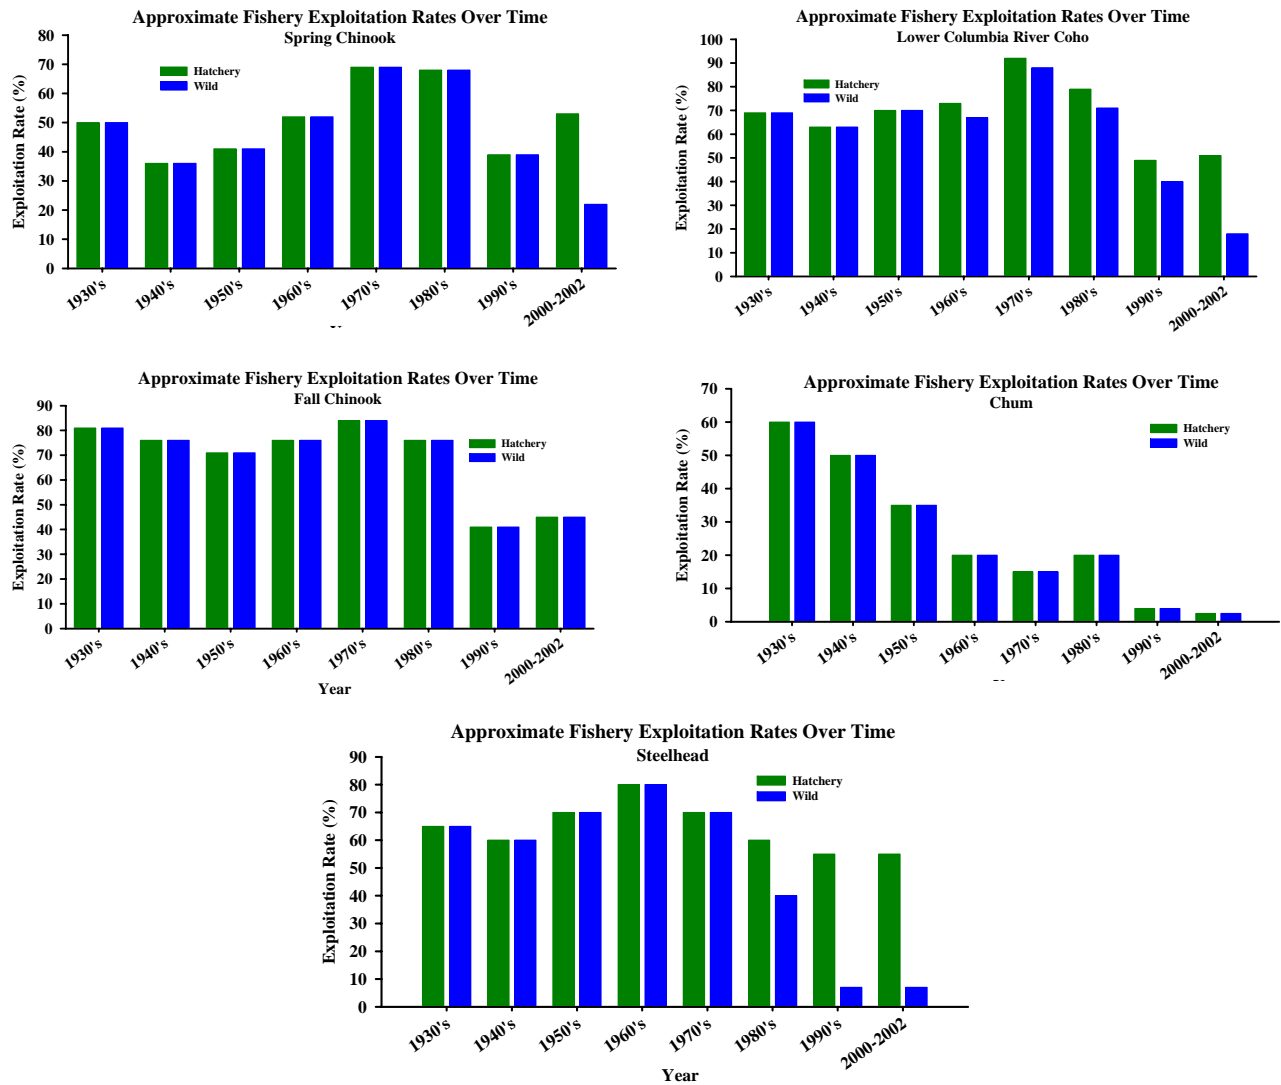 Approximate Fishery Exploitation Rates Over Time
Spring Chinook
Exploitation Rate (%)
80
70
60
50
40
30
20
10
0
Hatchery
Wild
1930's
1940's
1950's
1960's
1970's
1980's
1990's
2000-2002
Approximate Fishery Exploitation Rates Over Time
Lower Columbia River Coho
Exploitation Rate (%)
100
90
80
70
60
50
40
30
20
10
0
Hatchery
Wild
1930's
1940's
1950's
1960's
1970's
1980's
1990's
2000-2002
Approximate Fishery Exploitation Rates Over Time
Fall Chinook
Exploitation Rate (%)
90
80
70
60
50
40
30
20
10
0
Hatchery
Wild
1930's
1940's
1950's
1960's
1970's
1980's
1990's
2000-2002
Year
Approximate Fishery Exploitation Rates Over Time
Chum
Exploitation Rate (%)
70
60
50
40
30
20
10
0
Hatchery
Wild
1930's
1940's
1950's
1960's
1970's
1980's
1990's
2000-2002
Approximate Fishery Exploitation Rates Over Time
Steelhead
Exploitation Rate (%)
90
80
70
60
50
40
30
20
10
0
Hatchery
Wild
1930's
1940's
1950's
1960's
1970's
1980's
1990's
2000-2002
Year